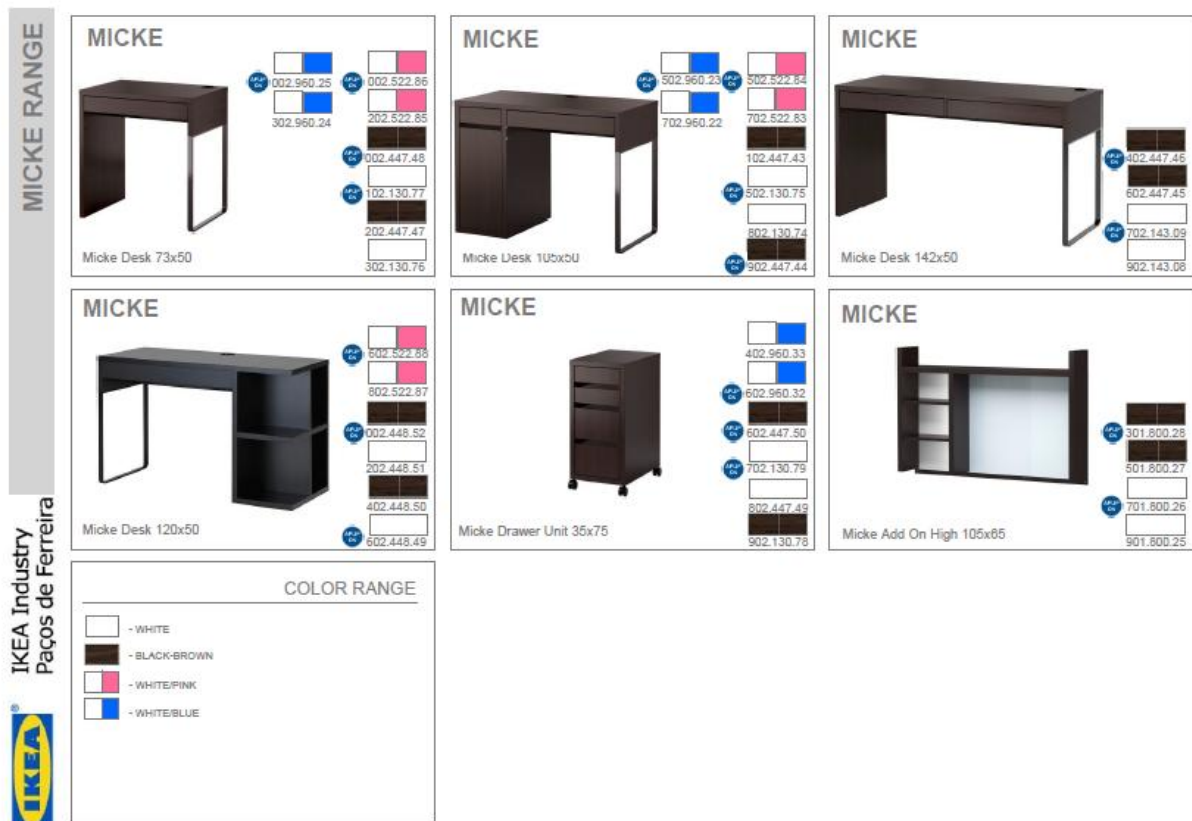 MICKE RANGE
IKEA Industry
Paços de Ferreira
IKEA
®
MICKE
002.960.25
302.960.24
002.522.86
202.522.85
002.447.48
102.130.77
202.447.47
302.130.76
Micke Desk 73x50
MICKE
502.960.23
702.960.22
502.522.84
702.522.83
102.447.43
502.130.75
802.130.74
902.447.44
Micke Desk 105x50
MICKE
402.447.46
602.447.45
702.143.09
902.143.08
Micke Desk 142x50
MICKE
602.522.88
802.522.87
002.448.52
202.448.51
402.448.50
602.448.49
Micke Desk 120x50
MICKE
402.960.33
602.960.32
602.447.50
702.130.79
802.447.49
902.130.78
Micke Drawer Unit 35x75
MICKE
301.800.28
501.800.27
701.800.26
901.800.25
Micke Add On High 105x65
COLOR RANGE
- WHITE
- BLACK-BROWN
- WHITE/PINK
- WHITE/BLUE